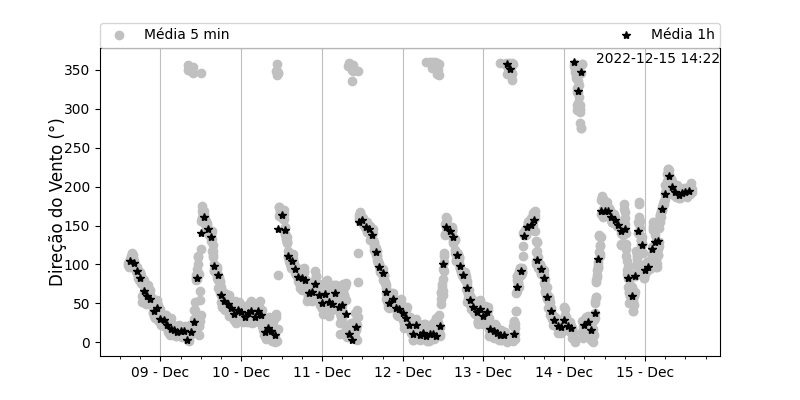 Média 5 min
Média 1h
2022-12-15 14:22
Direção do Vento (°)
350
300
250
200
150
100
50
0
09 - Dec
10 - Dec
11 - Dec
12 - Dec
13 - Dec
14 - Dec
15 - Dec